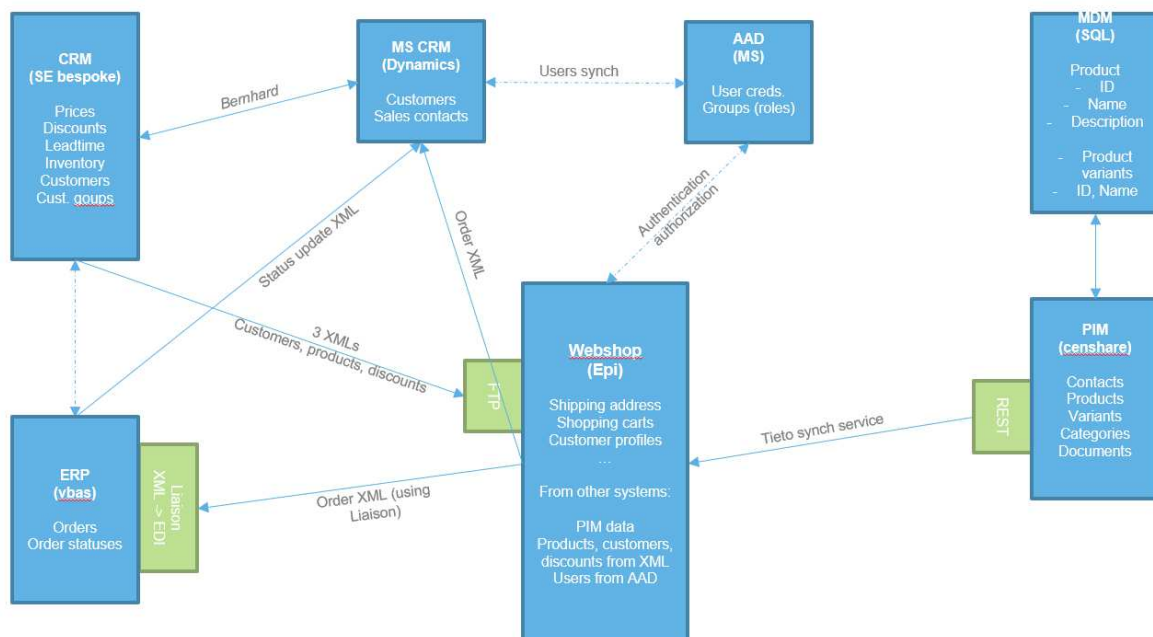 CRM
(SE bespoke)
Prices
Discounts
Leadtime
Inventory
Customers
Cust. goups
MS CRM
(Dynamics)
Customers
Sales contacts
AAD
(MS)
User creds.
Groups (roles)
MDM
(SQL)
Product
- ID
- Name
- Description
- Product
variants
- ID, Name
Bernhard
Users synch
Status update XML
Order XML
Authentication
authorization
3 XMLs
Customers, products, discounts
FTP
Webshop
(Epi)
Shipping address
Shopping carts
Customer profiles
...
From other systems:
PIM data
Products, customers,
discounts from XML
Users from AAD
Tieto synch service
REST
PIM
(censhare)
Contacts
Products
Variants
Categories
Documents
ERP
(vbas)
Orders
Order statuses
Liaison
XML -> EDI
Order XML (using
Liaison)